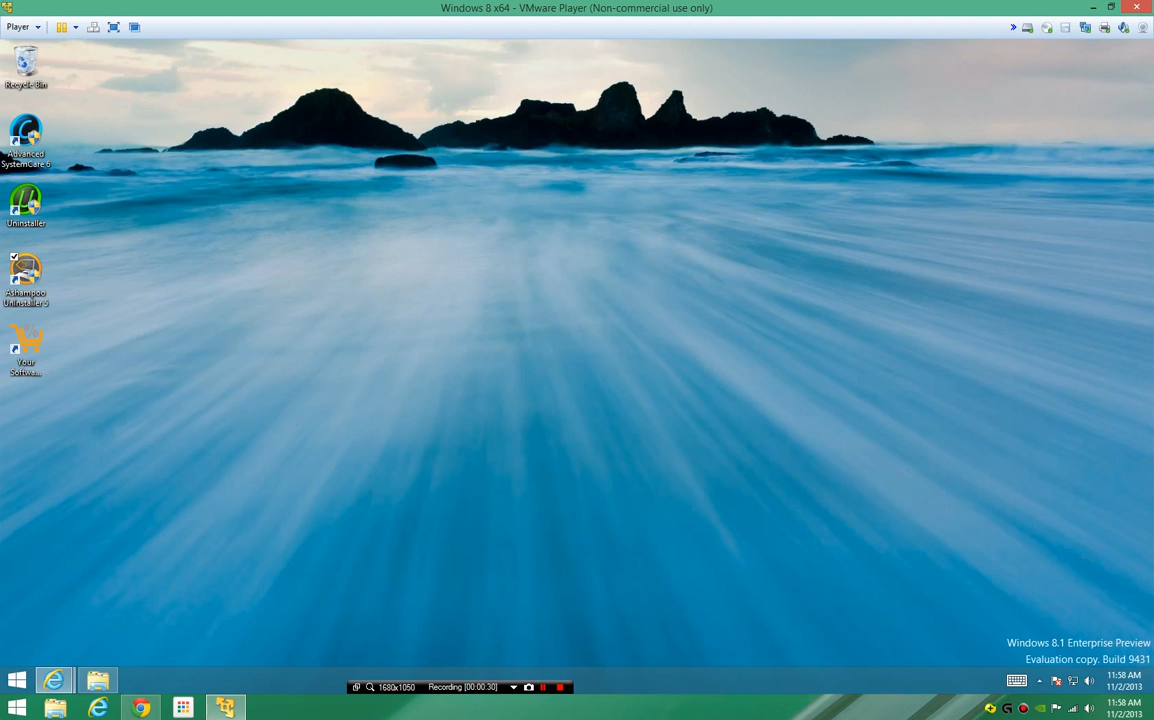 Windows 8 x64 - VMware Player (Non-commercial use only)
Player
Recycle Bin
Advanced
SystemCare 6
Uninstaller
Ashampoo
UnInstaller 5
Your
Softwa...
Windows 8.1 Enterprise Preview
Evaluation copy. Build 9431
11:58 AM
11/2/2013
1680x1050 Recording [00:00:30]
11:58 AM
11/2/2013